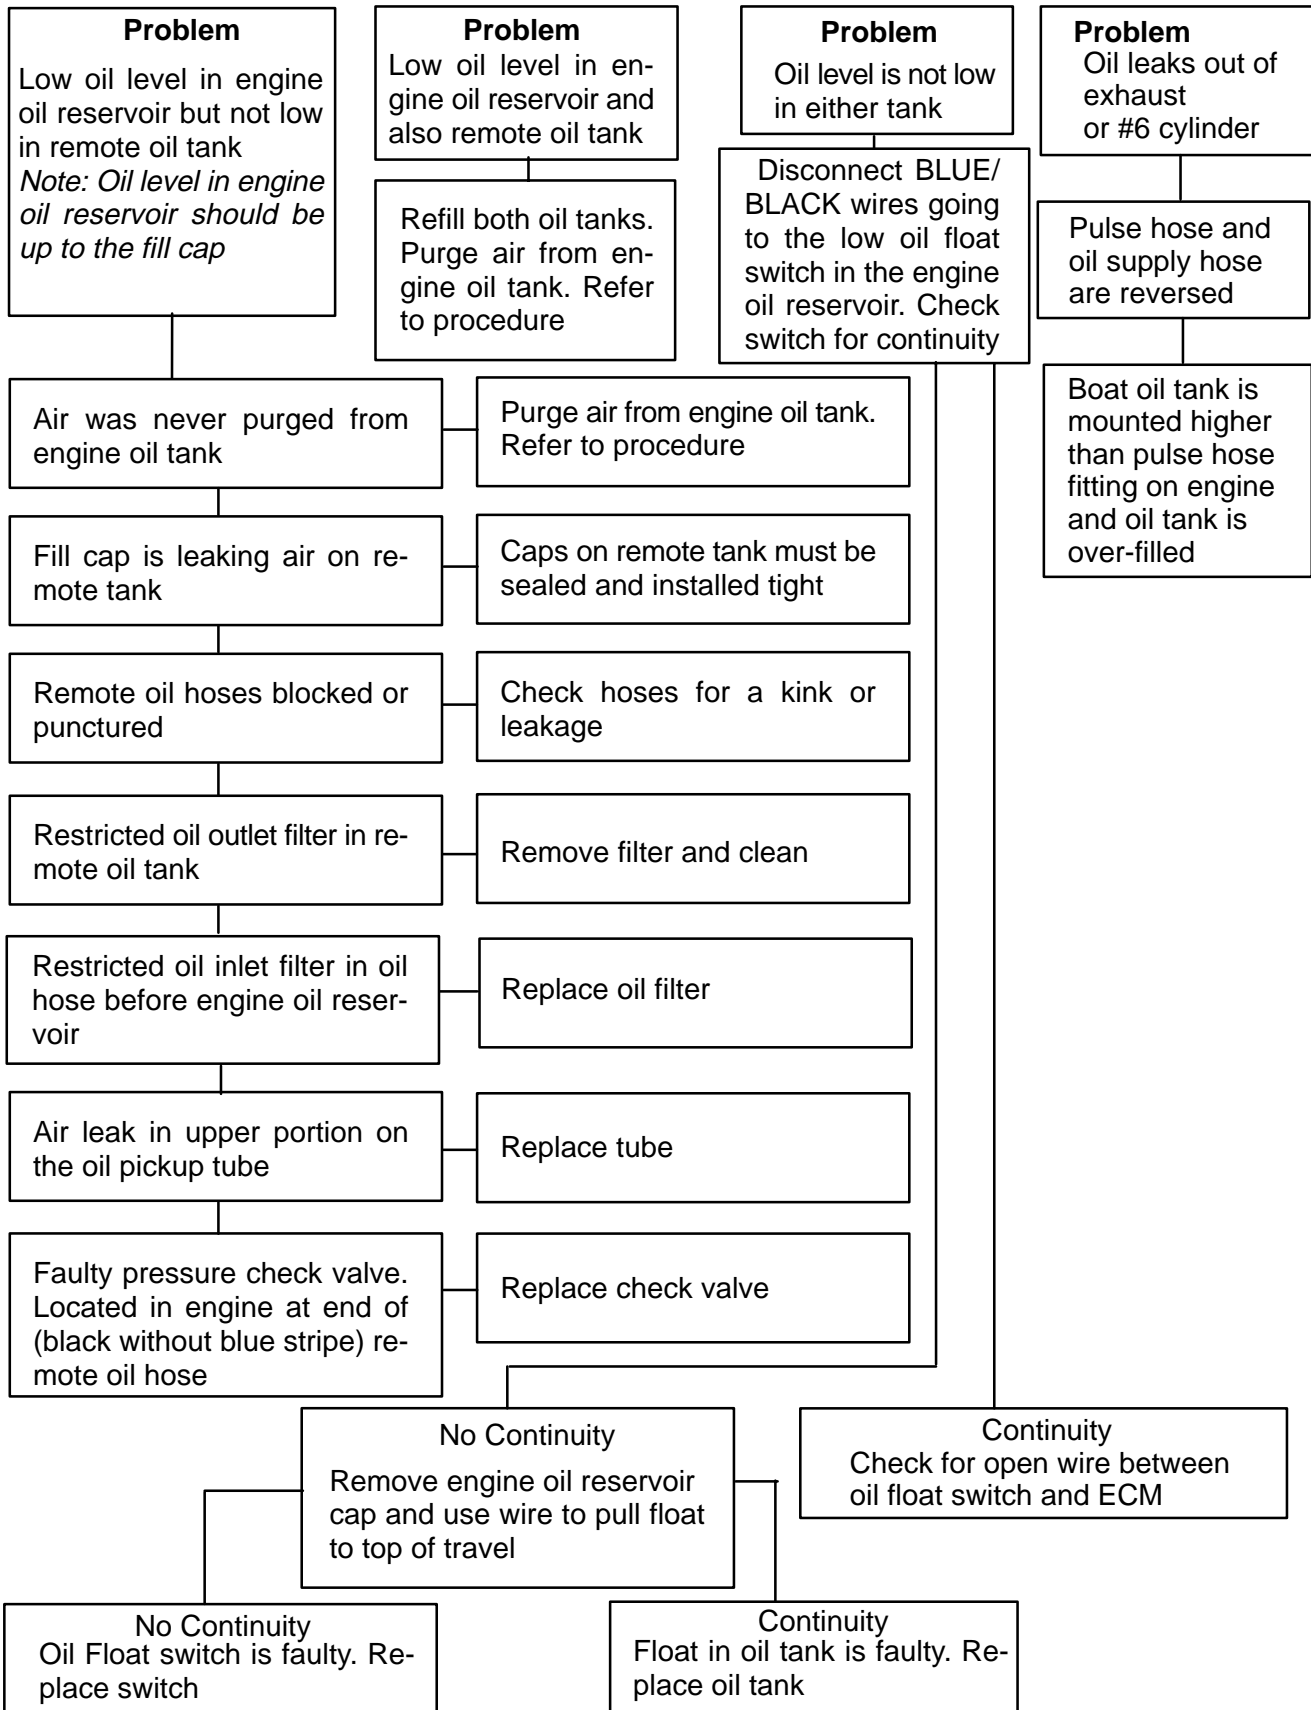 Problem
Low oil level in engine
oil reservoir but not low
in remote oil tank
Note: Oil level in engine
oil reservoir should be
up to the fill cap
Problem
Low oil level in en-
gine oil reservoir and
also remote oil tank
Refill both oil tanks.
Purge air from en-
gine oil tank. Refer
to procedure
Problem
Oil level is not low
in either tank
Disconnect BLUE/
BLACK wires going
to the low oil float
switch in the engine
oil reservoir. Check
switch for continuity
Problem
Oil leaks out of
exhaust
or #6 cylinder
Pulse hose and
oil supply hose
are reversed
Boat oil tank is
mounted higher
than pulse hose
fitting on engine
and oil tank is
over-filled
Air was never purged from
engine oil tank
Purge air from engine oil tank.
Refer to procedure
Fill cap is leaking air on re-
mote tank
Caps on remote tank must be
sealed and installed tight
Remote oil hoses blocked or
punctured
Check hoses for a kink or
leakage
Restricted oil outlet filter in re-
mote oil tank
Remove filter and clean
Restricted oil inlet filter in oil
hose before engine oil reser-
voir
Replace oil filter
Air leak in upper portion on
the oil pickup tube
Replace tube
Faulty pressure check valve.
Located in engine at end of
(black without blue stripe) re-
mote oil hose
Replace check valve
No Continuity
Remove engine oil reservoir
cap and use wire to pull float
to top of travel
Continuity
Check for open wire between
oil float switch and ECM
No Continuity
Oil Float switch is faulty. Re-
place switch
Continuity
Float in oil tank is faulty. Re-
place oil tank